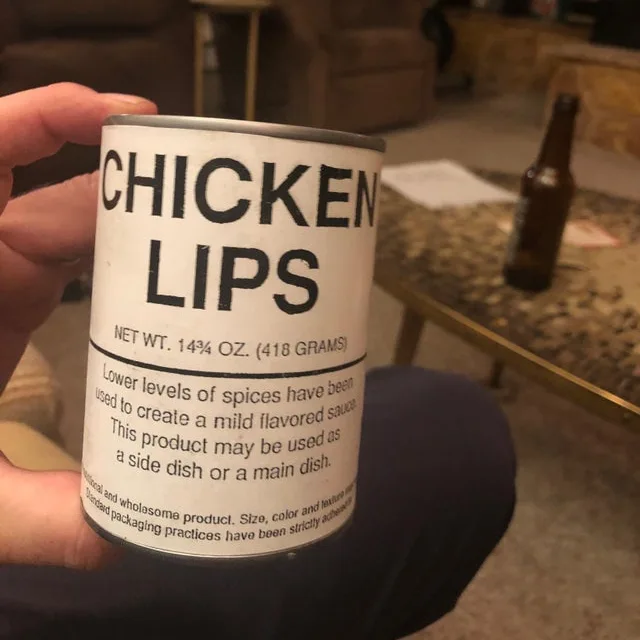 CHICKEN
LIPS
NET WT. 14¾ OZ. (418 GRAMS)
Lower levels of spices have been
used to create a mild flavored sauce.
This product may be used as
a side dish or a main dish.
and wholesome product. Size, color and texture
Standard packaging practices have been strictly adhered